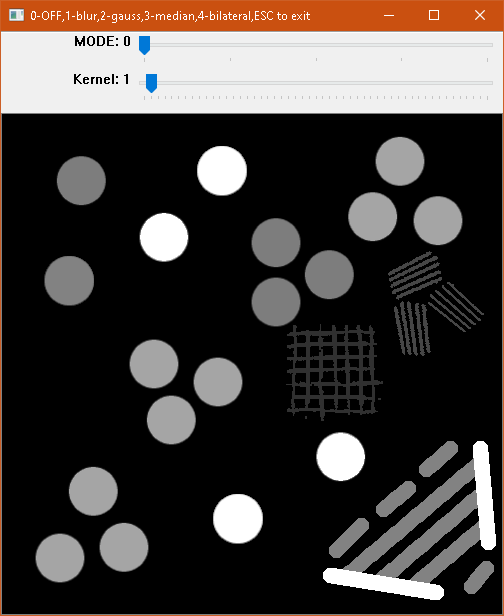 0-OFF,1-blur,2-gauss,3-median,4-bilateral,ESC to exit
MODE: 0
Kernel: 1